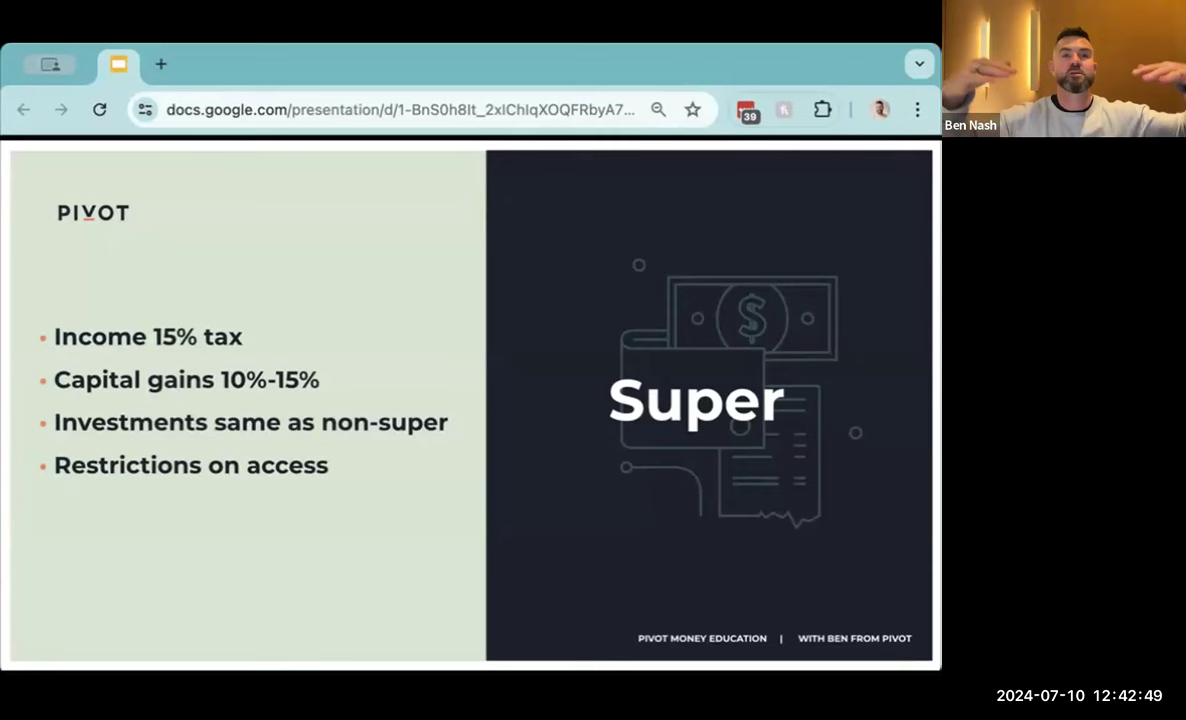 docs.google.com/presentation/d/1-BnS0h8It_2xIChIqXOQFRbyA7...
39
Ben Nash
PIVOT
• Income 15% tax
• Capital gains 10%-15%
• Investments same as non-super
• Restrictions on access
$
Super
PIVOT MONEY EDUCATION | WITH BEN FROM PIVOT
2024-07-10 12:42:49